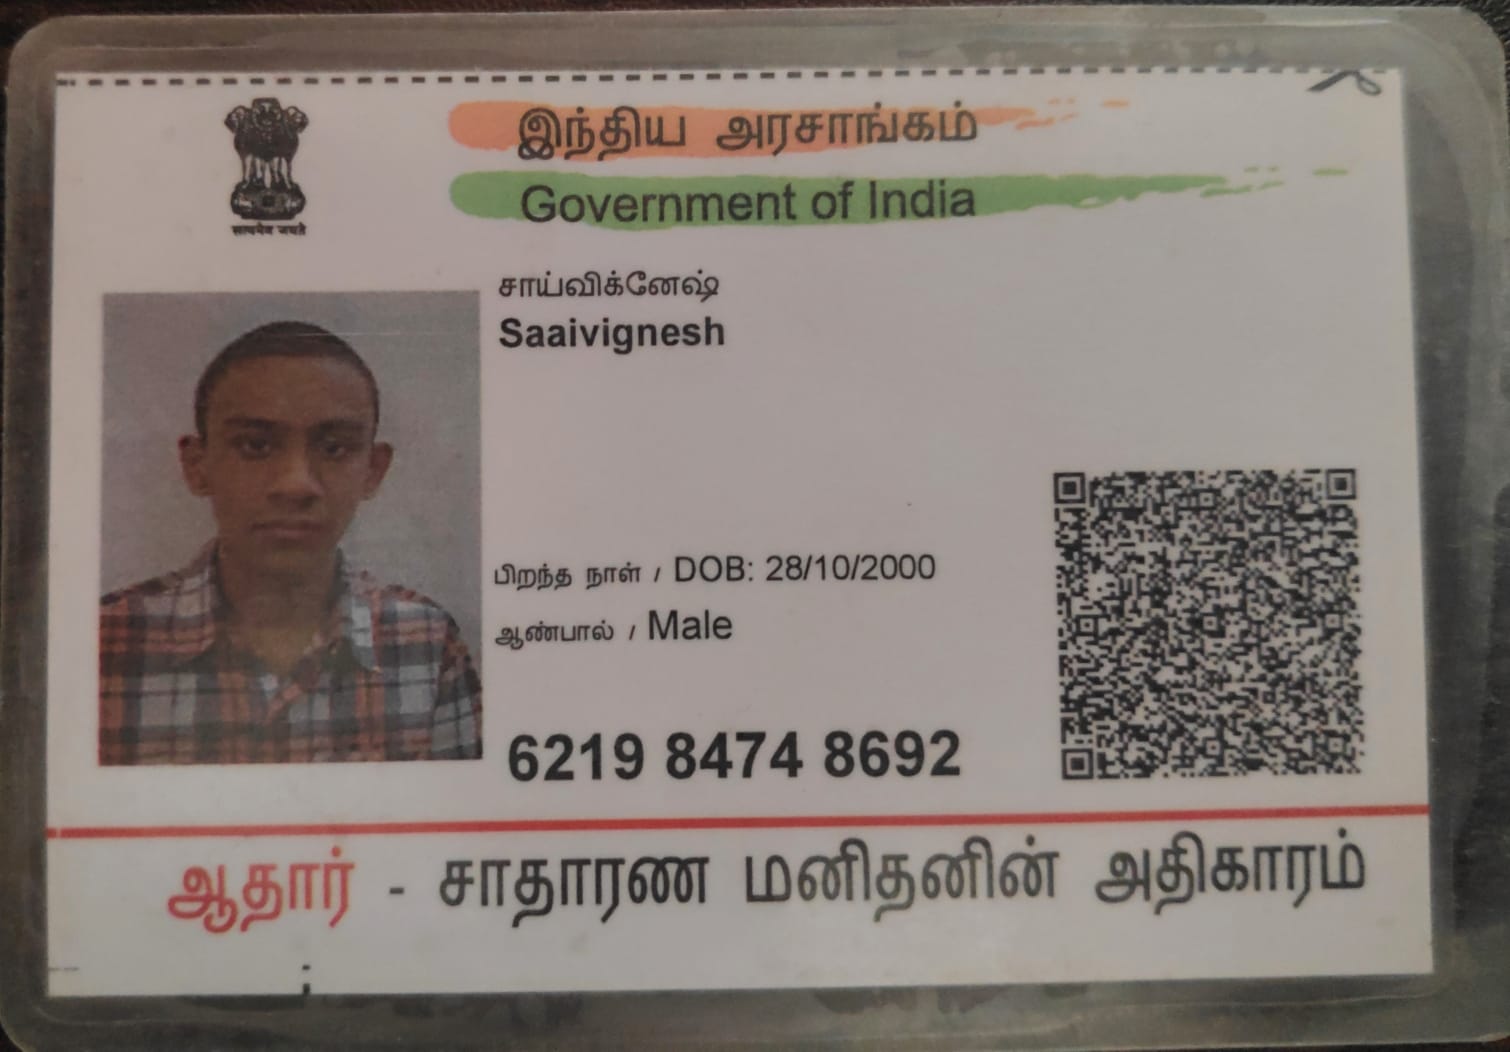 இந்திய அரசாங்கம்
Government of India
सत्यमेव जयते
சாய்விக்னேஷ்
Saaivignesh
பிறந்த நாள் / DOB: 28/10/2000
ஆண்பால் / Male
6219 8474 8692
ஆதார் - சாதாரண மனிதனின் அதிகாரம்